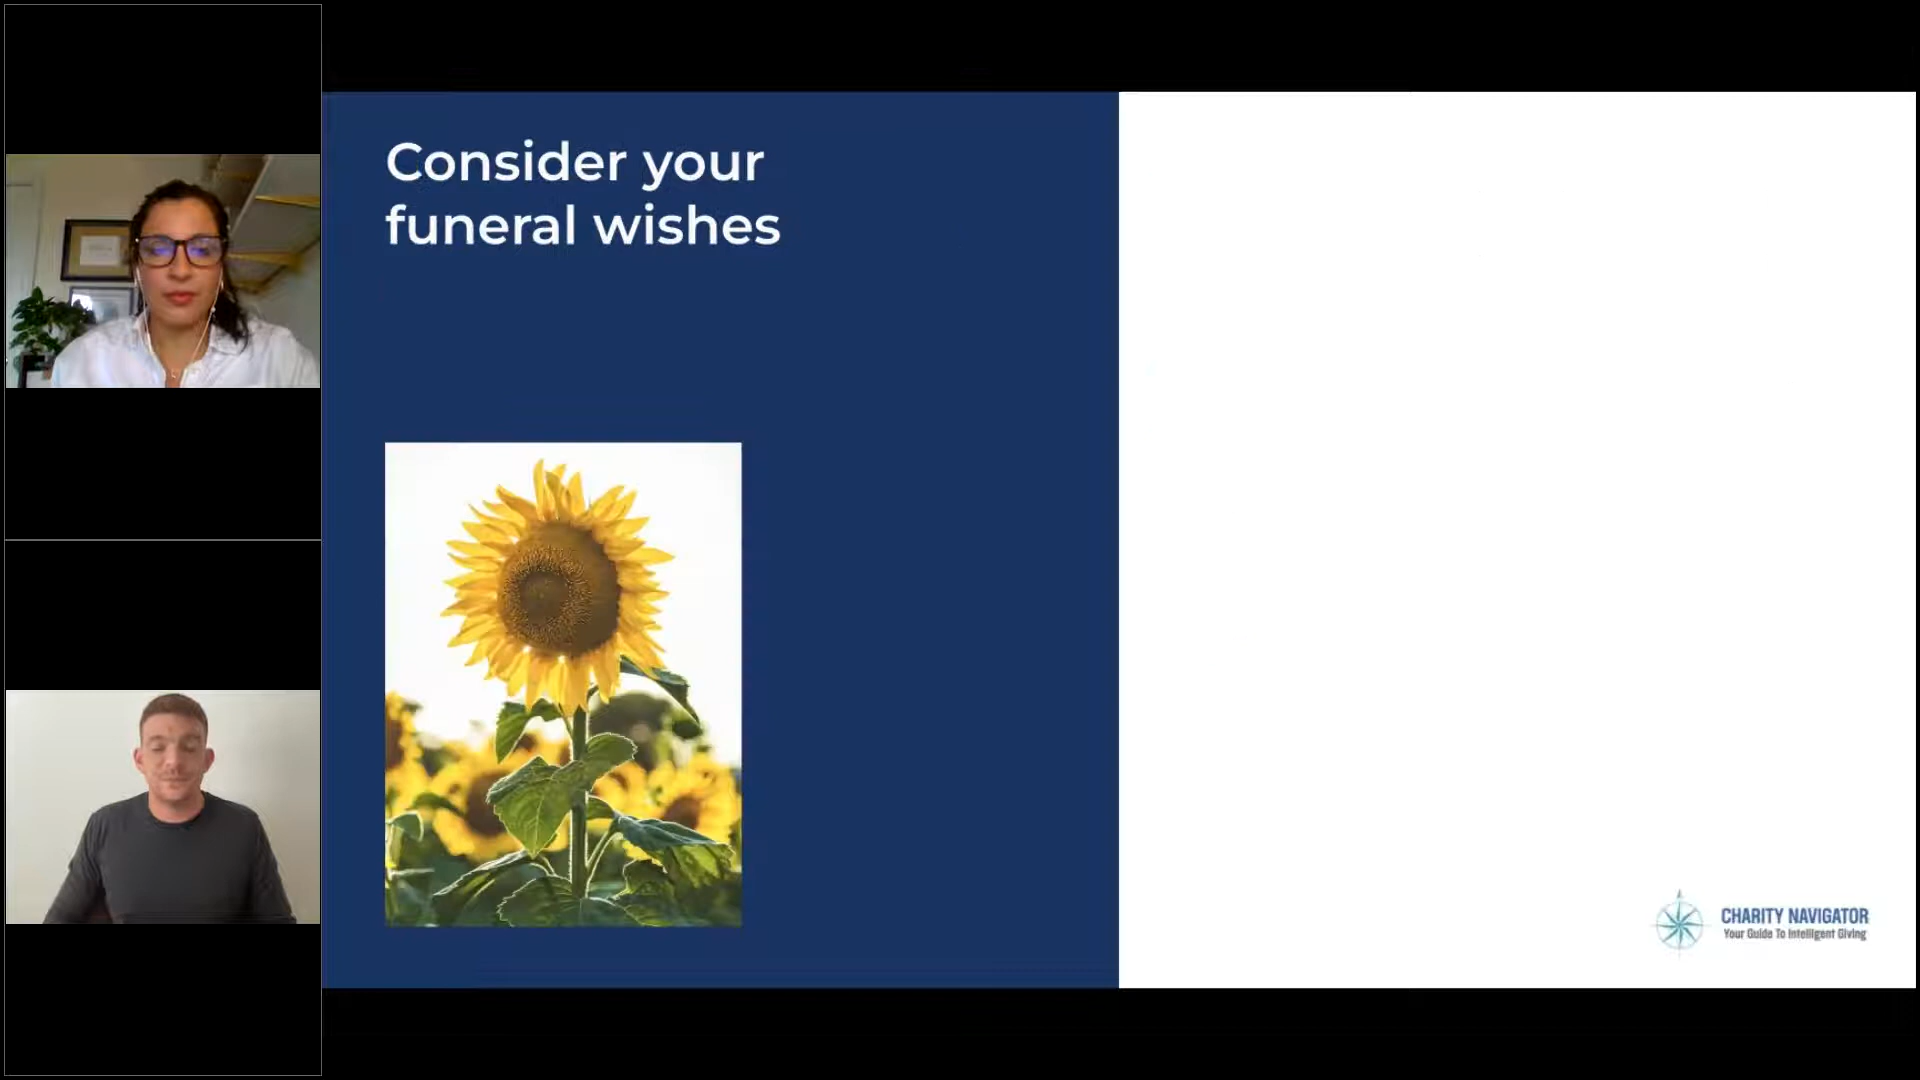 Consider your
funeral wishes
CHARITY NAVIGATOR
Your Guide To Intelligent Giving